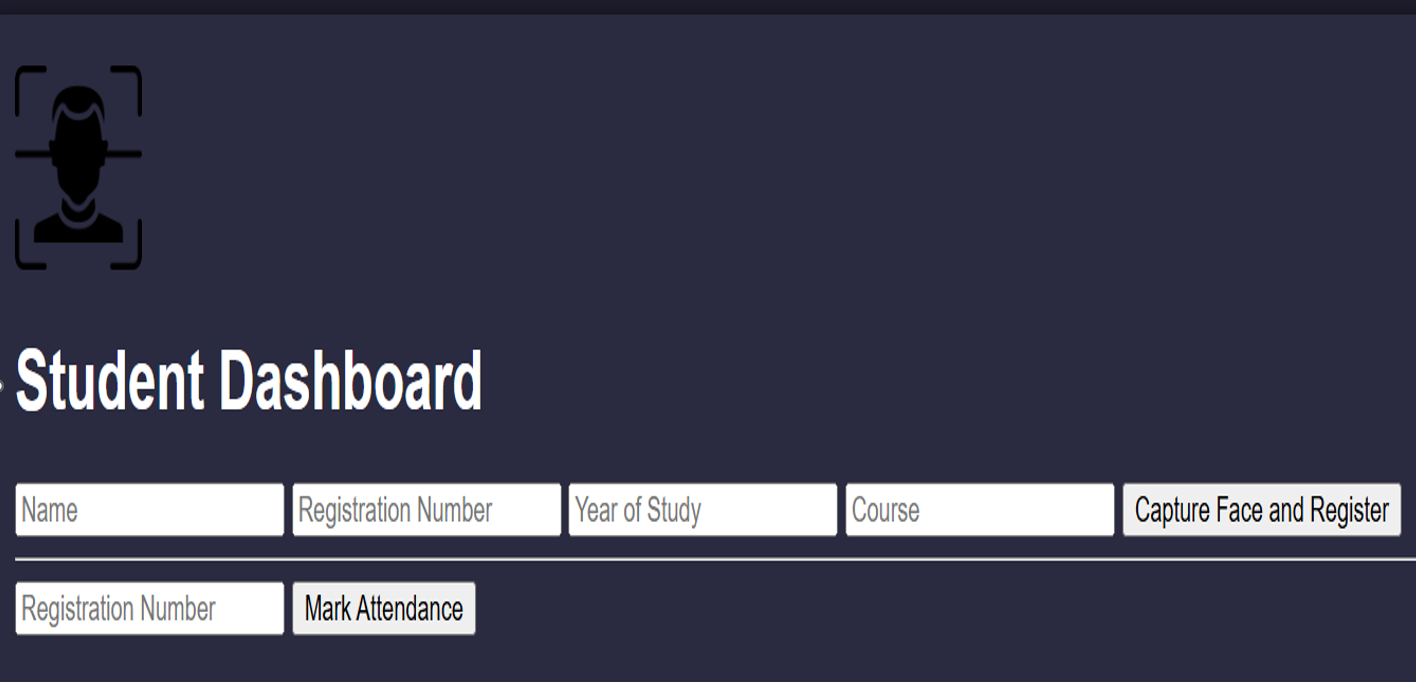 Student Dashboard
Name Registration Number Year of Study Course Capture Face and Register
Registration Number Mark Attendance